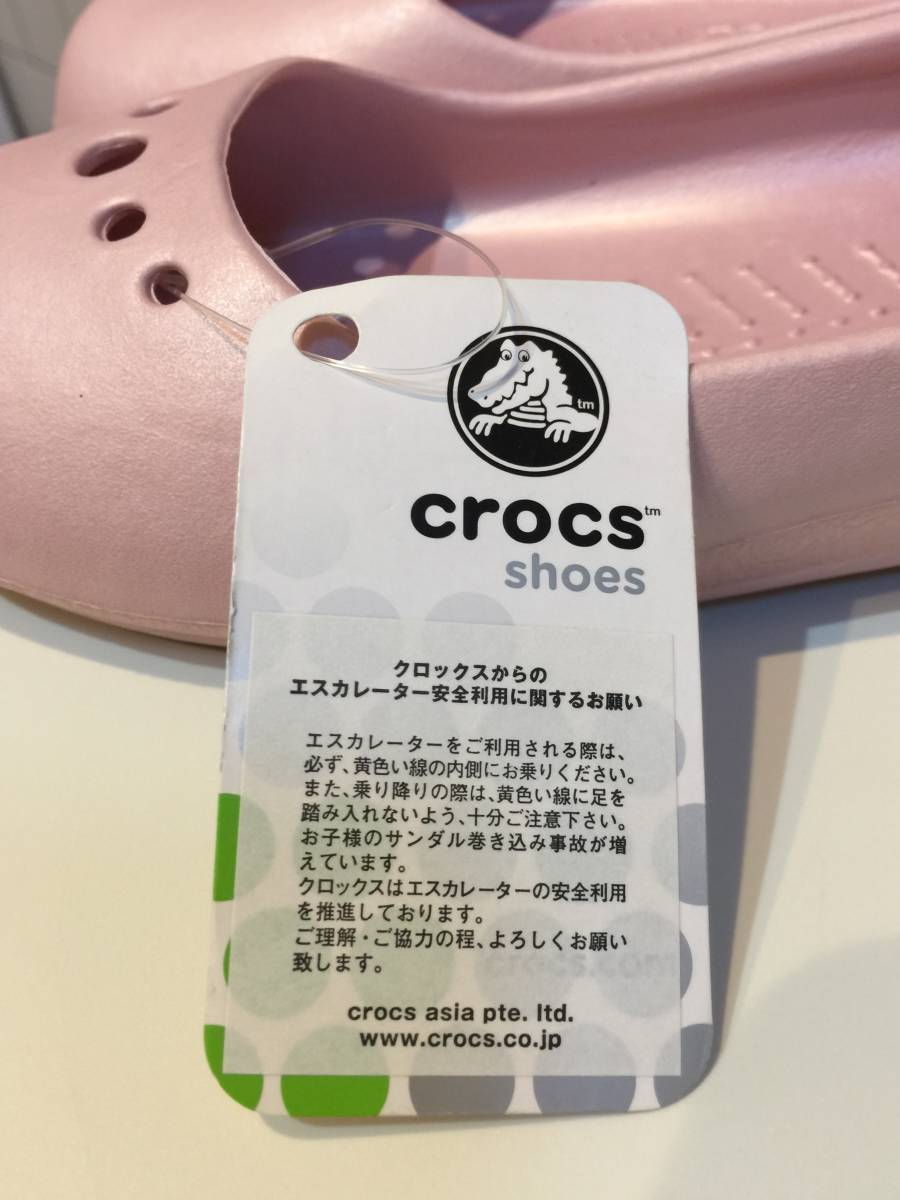 tm
crocs™
shoes
クロックスからの
エスカレーター安全利用に関するお願い
エスカレーターをご利用される際は、
必ず、黄色い線の内側にお乗りください。
また、乗り降りの際は、黄色い線に足を
踏み入れないよう、十分ご注意下さい。
お子様のサンダル巻き込み事故が増
えています。
クロックスはエスカレーターの安全利用
を推進しております。
ご理解・ご協力の程、よろしくお願い
致します。
crocs.com
crocs asia pte. ltd.
www.crocs.co.jp